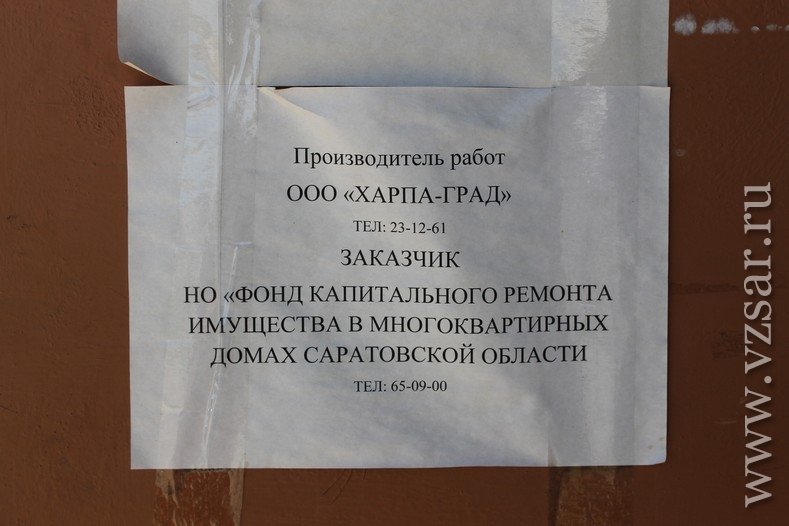 Производитель работ
ООО «ХАРПА-ГРАД»
ТЕЛ: 23-12-61
ЗАКАЗЧИК
НО «ФОНД КАПИТАЛЬНОГО РЕМОНТА
ИМУЩЕСТВА В МНОГОКВАРТИРНЫХ
ДОМАХ САРАТОВСКОЙ ОБЛАСТИ
ТЕЛ: 65-09-00
www.vzsar.ru